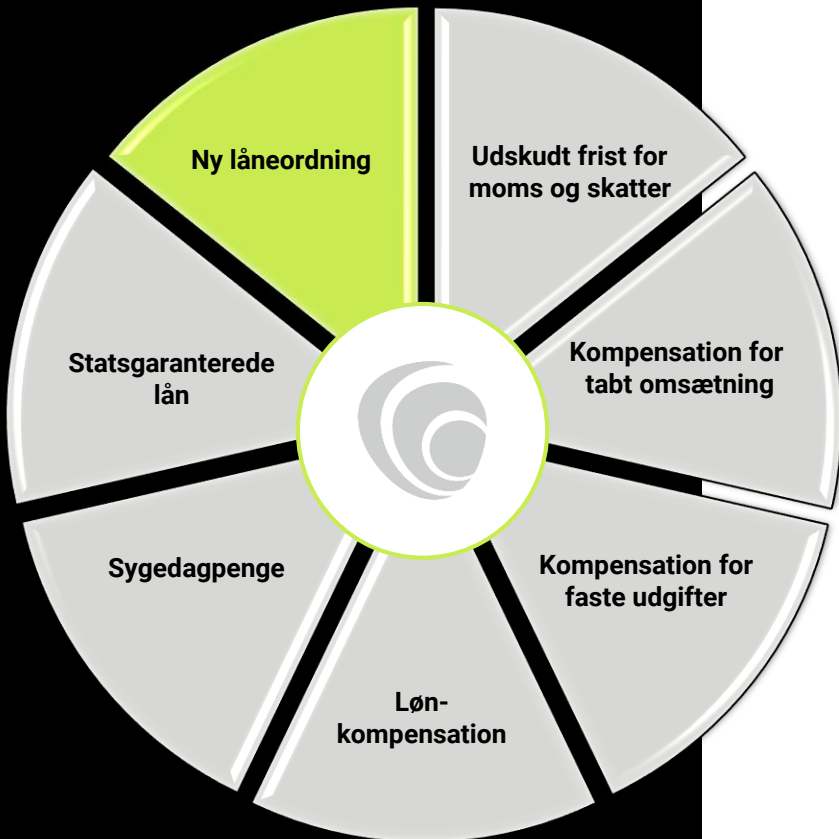 Ny låneordning
Udskudt frist for
moms og skatter
Kompensation for
tabt omsætning
Kompensation for
faste udgifter
Løn-
kompensation
Sygedagpenge
Statsgaranterede
lån